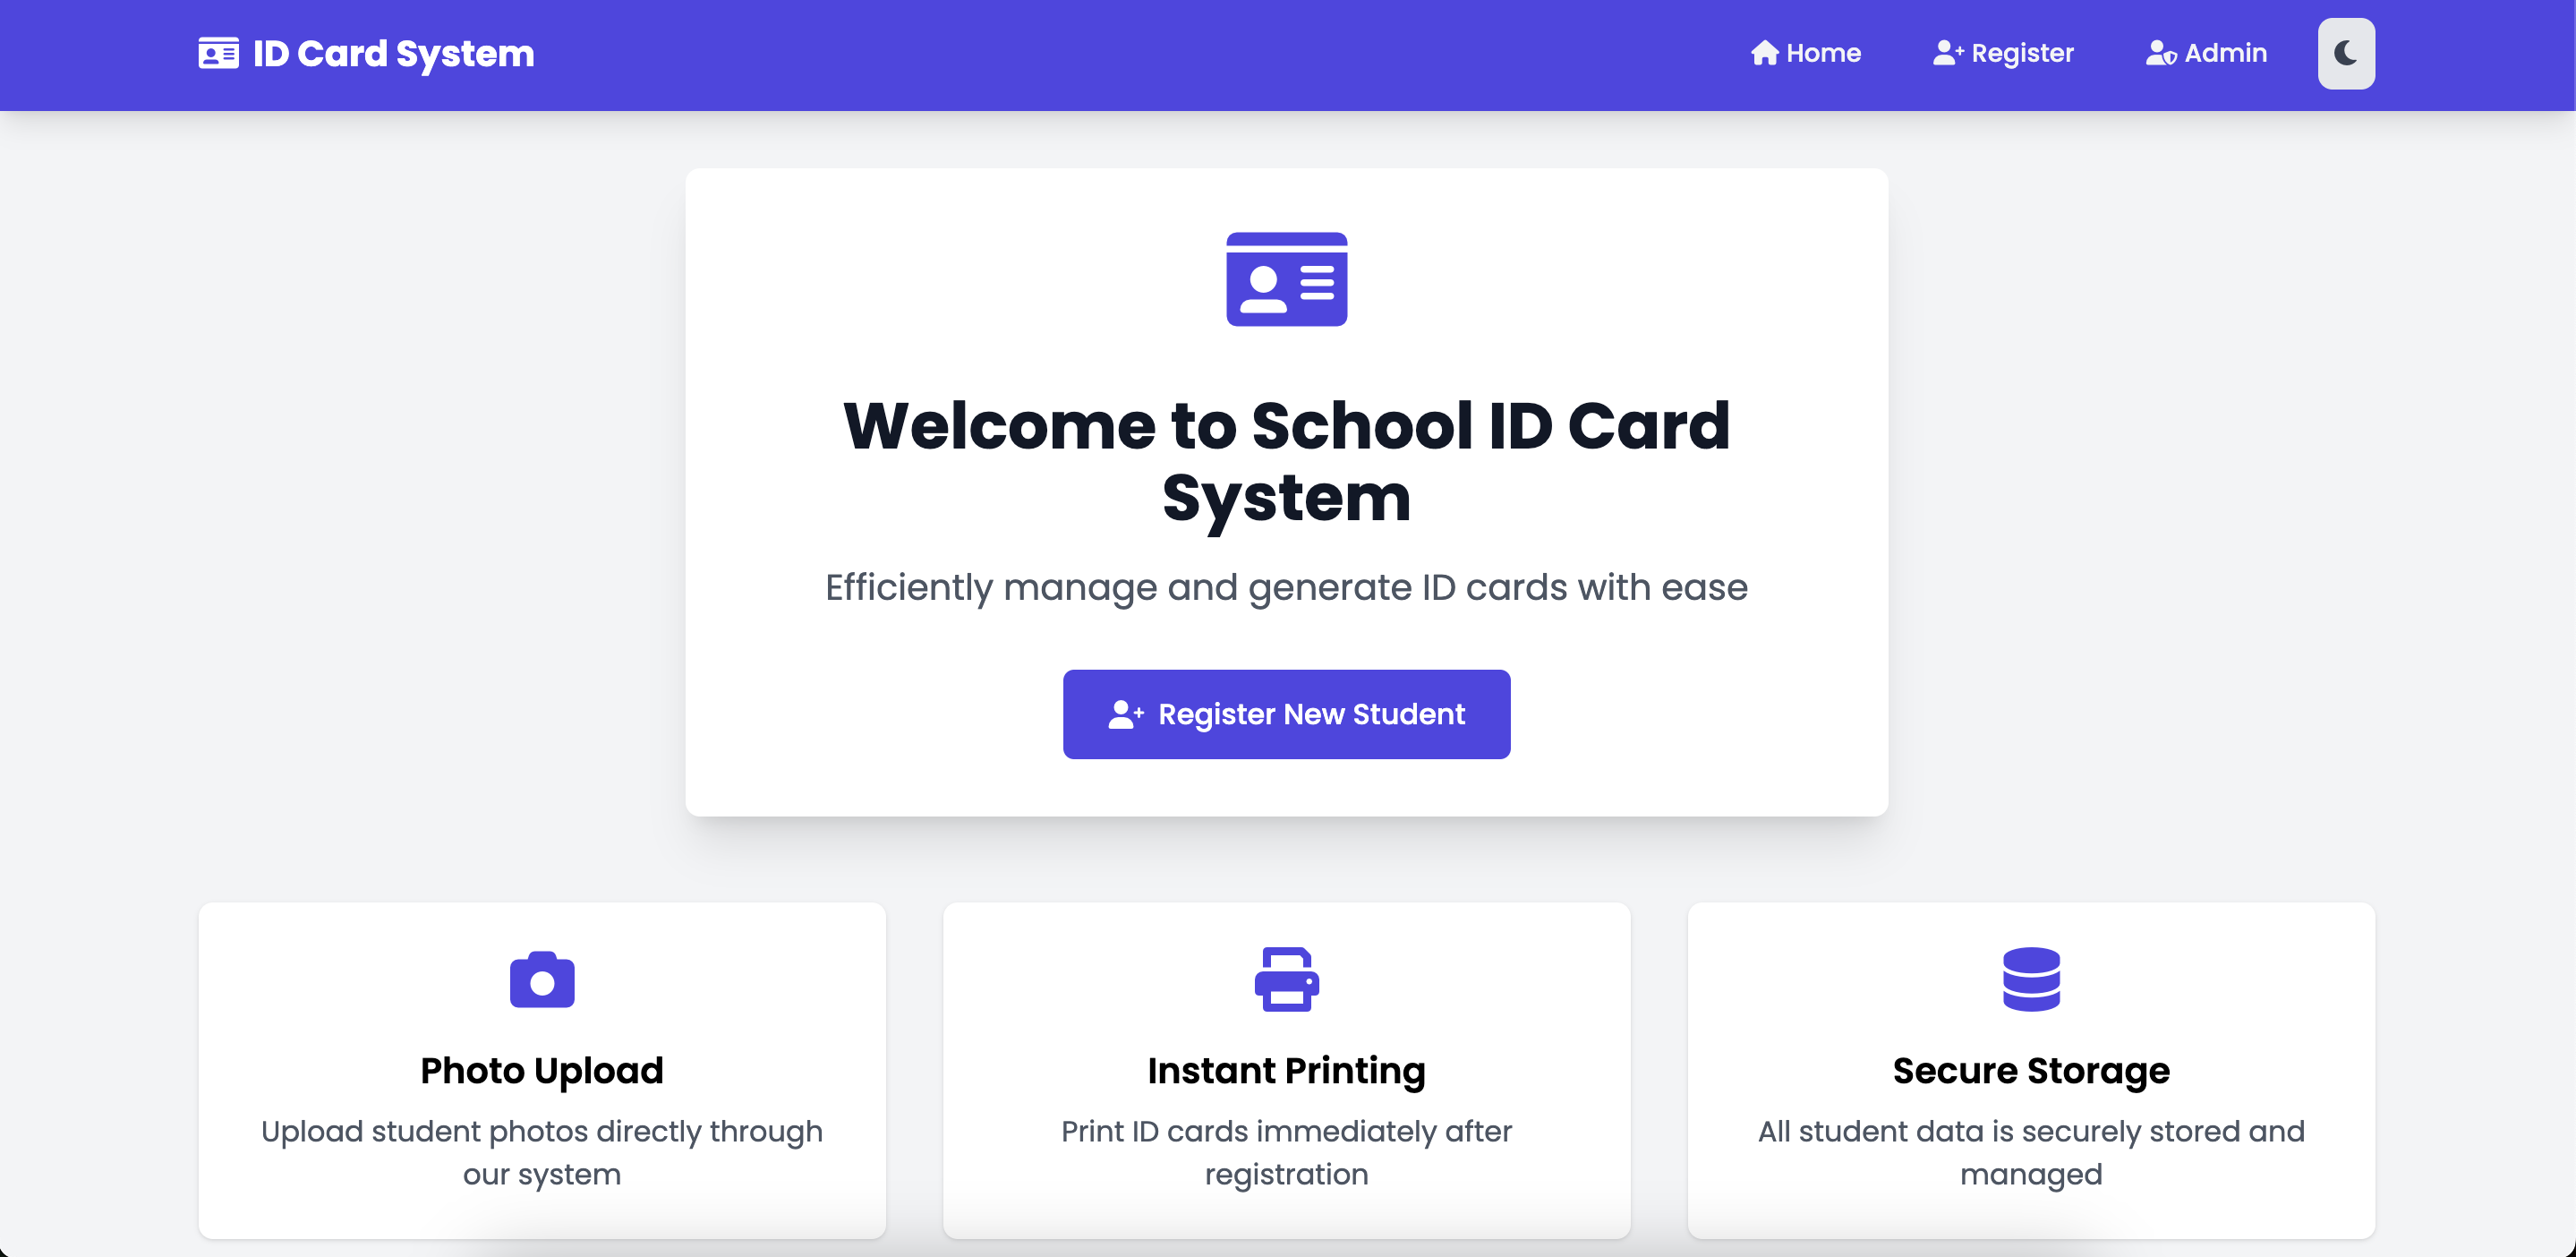 ID Card System
Home
Register
Admin
Welcome to School ID Card
System
Efficiently manage and generate ID cards with ease
Register New Student
Photo Upload
Upload student photos directly through
our system
Instant Printing
Print ID cards immediately after
registration
Secure Storage
All student data is securely stored and
managed